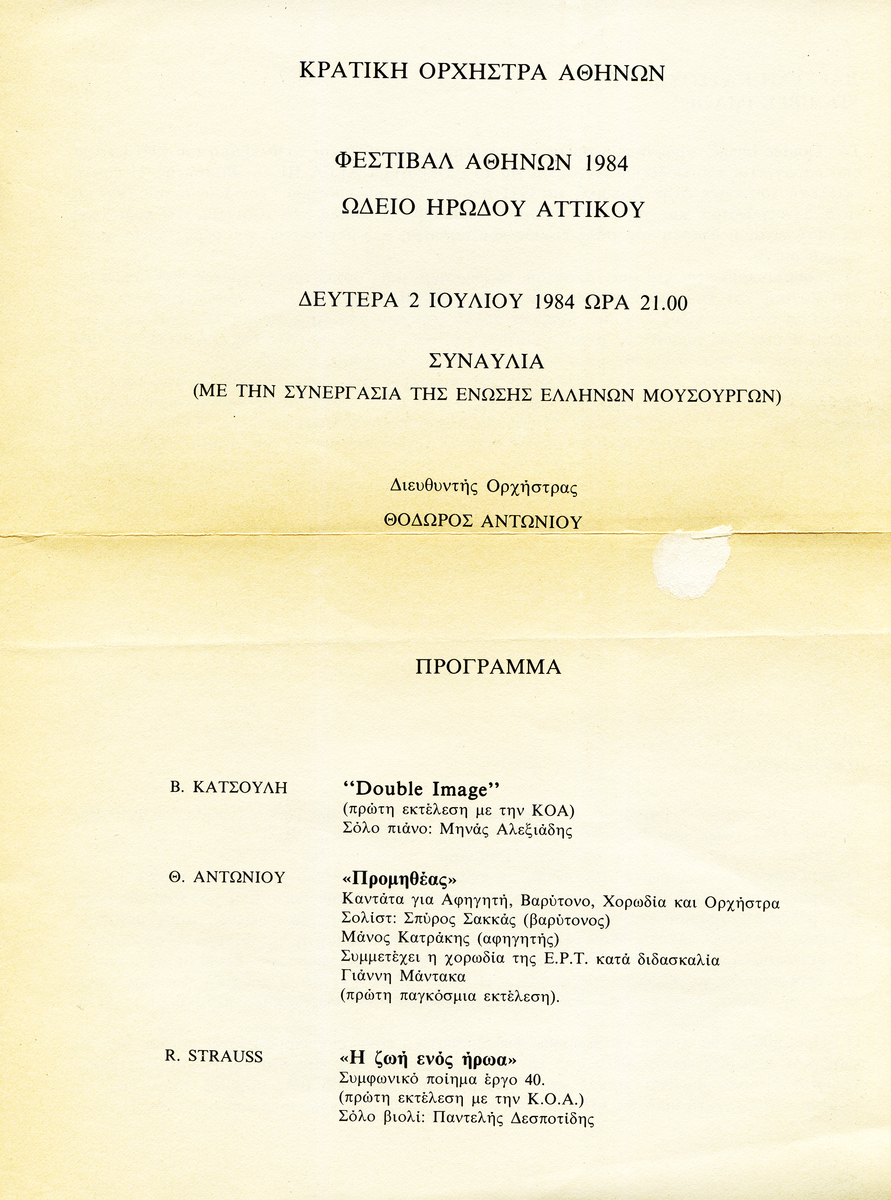 ΚΡΑΤΙΚΗ ΟΡΧΗΣΤΡΑ ΑΘΗΝΩΝ
ΦΕΣΤΙΒΑΛ ΑΘΗΝΩΝ 1984
ΩΔΕΙΟ ΗΡΩΔΟΥ ΑΤΤΙΚΟΥ
ΔΕΥΤΕΡΑ 2 ΙΟΥΛΙΟΥ 1984 ΩΡΑ 21.00
ΣΥΝΑΥΛΙΑ
(ΜΕ ΤΗΝ ΣΥΝΕΡΓΑΣΙΑ ΤΗΣ ΕΝΩΣΗΣ ΕΛΛΗΝΩΝ ΜΟΥΣΟΥΡΓΩΝ)
Διευθυντής Ορχήστρας
ΘΟΔΩΡΟΣ ΑΝΤΩΝΙΟΥ
ΠΡΟΓΡΑΜΜΑ
Β. ΚΑΤΣΟΥΛΗ “Double Image”
(πρώτη εκτέλεση με την ΚΟΑ)
Σόλο πιάνο: Μηνάς Αλεξιάδης
Θ. ΑΝΤΩΝΙΟΥ «Προμηθέας»
Καντάτα για Αφηγητή, Βαρύτονο, Χορωδία και Ορχήστρα
Σολίστ: Σπύρος Σακκάς (βαρύτονος)
Μάνος Κατράκης (αφηγητής)
Συμμετέχει η χορωδία της Ε.Ρ.Τ. κατά διδασκαλία
Γιάννη Μάντακα
(πρώτη παγκόσμια εκτέλεση).
R. STRAUSS «Η ζωή ενός ήρωα»
Συμφωνικό ποίημα έργο 40.
(πρώτη εκτέλεση με την Κ.Ο.Α.)
Σόλο βιολί: Παντελής Δεσποτίδης